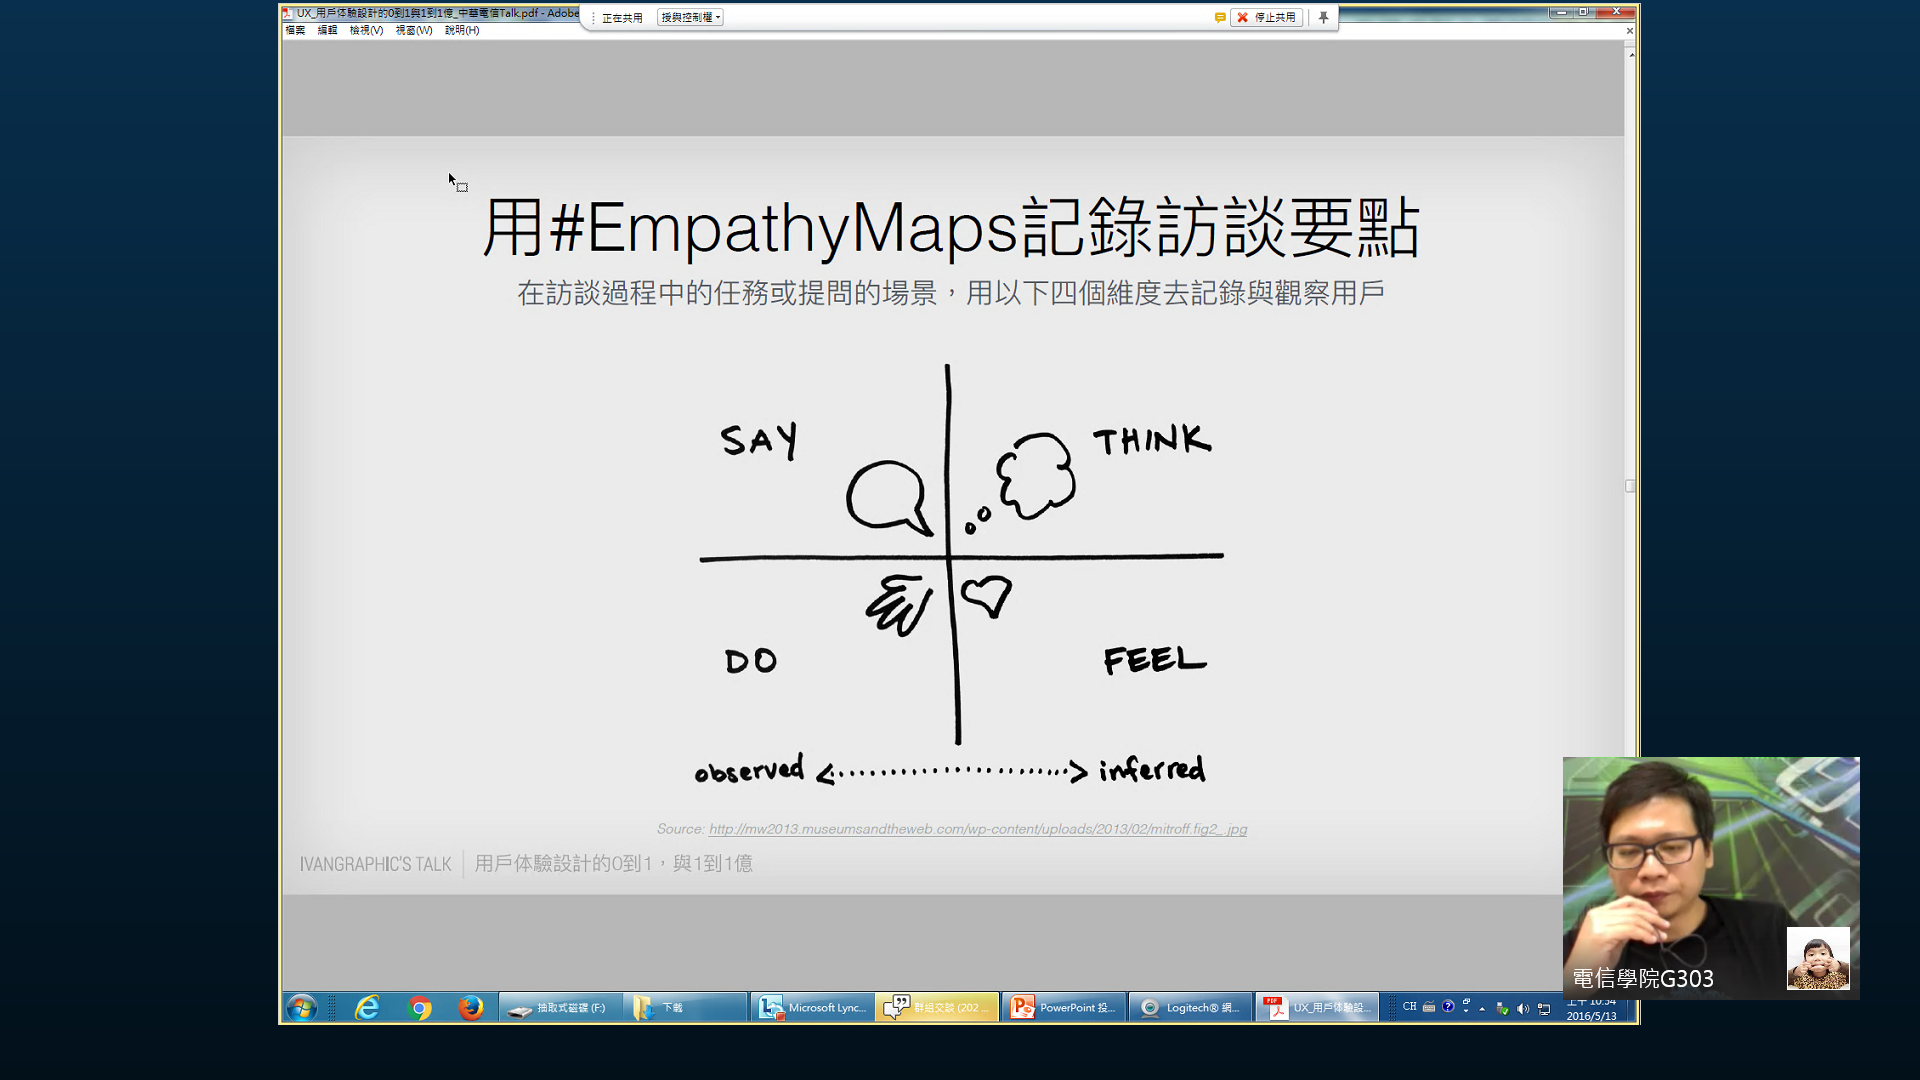 UX_用戶体驗設計的0到1與1到1億_中華電信Talk.pdf - Adobe
正在共用
授與控制權
停止共用
檔案 編輯 檢視(V) 視窗(W) 說明(H)
用#EmpathyMaps記錄訪談要點
在訪談過程中的任務或提問的場景，用以下四個維度去記錄與觀察用戶
SAY
THINK
DO
FEEL
observed
inferred
Source: http://mw2013.museumsandtheweb.com/wp-content/uploads/2013/02/mitroff.fig2_.jpg
IVANGRAPHIC'S TALK
用戶体驗設計的0到1，與1到1億
電信學院G303
抽取式磁碟 (F:)
下載
Microsoft Lync...
群組交談 (202 ...
PowerPoint 投...
Logitech® 網...
UX_用戶体驗設...
CH
2016/5/13